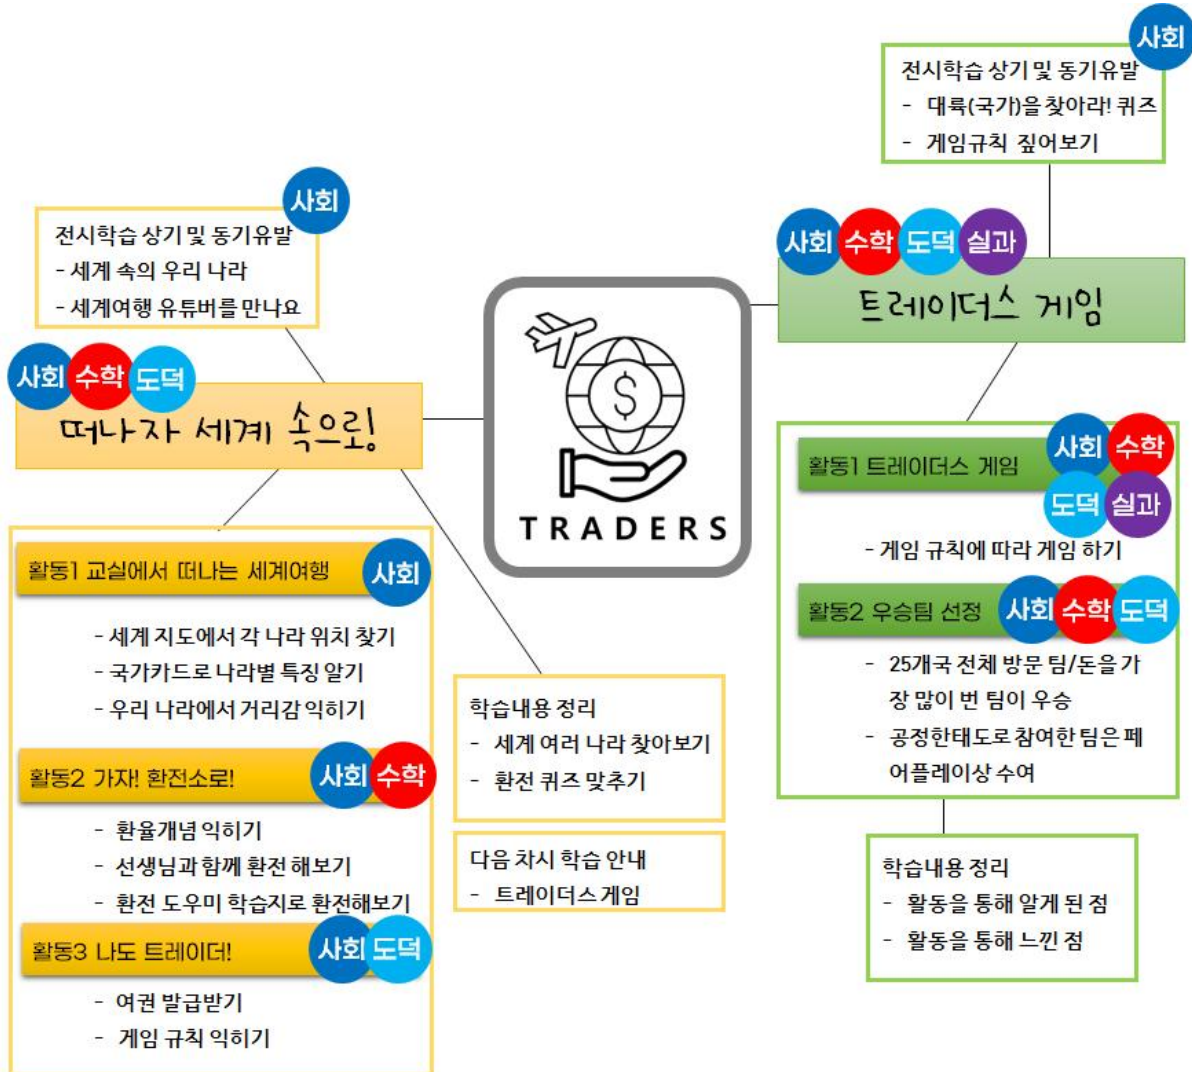 사회
전시학습 상기 및 동기유발
- 세계 속의 우리 나라
- 세계여행 유튜버를 만나요
사회 수학 도덕
떠나자 세계 속으로!
활동1 교실에서 떠나는 세계여행 사회
- 세계 지도에서 각 나라 위치 찾기
- 국가카드로 나라별 특징 알기
- 우리 나라에서 거리감 익히기
활동2 가자! 환전소로! 사회 수학
- 환율개념 익히기
- 선생님과 함께 환전 해보기
- 환전 도우미 학습지로 환전해보기
활동3 나도 트레이더! 사회 도덕
- 여권 발급받기
- 게임 규칙 익히기
학습내용 정리
- 세계 여러 나라 찾아보기
- 환전 퀴즈 맞추기
다음 차시 학습 안내
- 트레이더스 게임
$
TRADERS
사회
전시학습 상기 및 동기유발
- 대륙(국가)을 찾아라! 퀴즈
- 게임규칙 짚어보기
사회 수학 도덕 실과
트레이더스 게임
활동1 트레이더스 게임 사회 수학
도덕 실과
- 게임 규칙에 따라 게임 하기
활동2 우승팀 선정 사회 수학 도덕
- 25개국 전체 방문 팀/돈을 가
장 많이 번 팀이 우승
- 공정한태도로 참여한 팀은 페
어플레이상 수여
학습내용 정리
- 활동을 통해 알게 된 점
- 활동을 통해 느낀 점